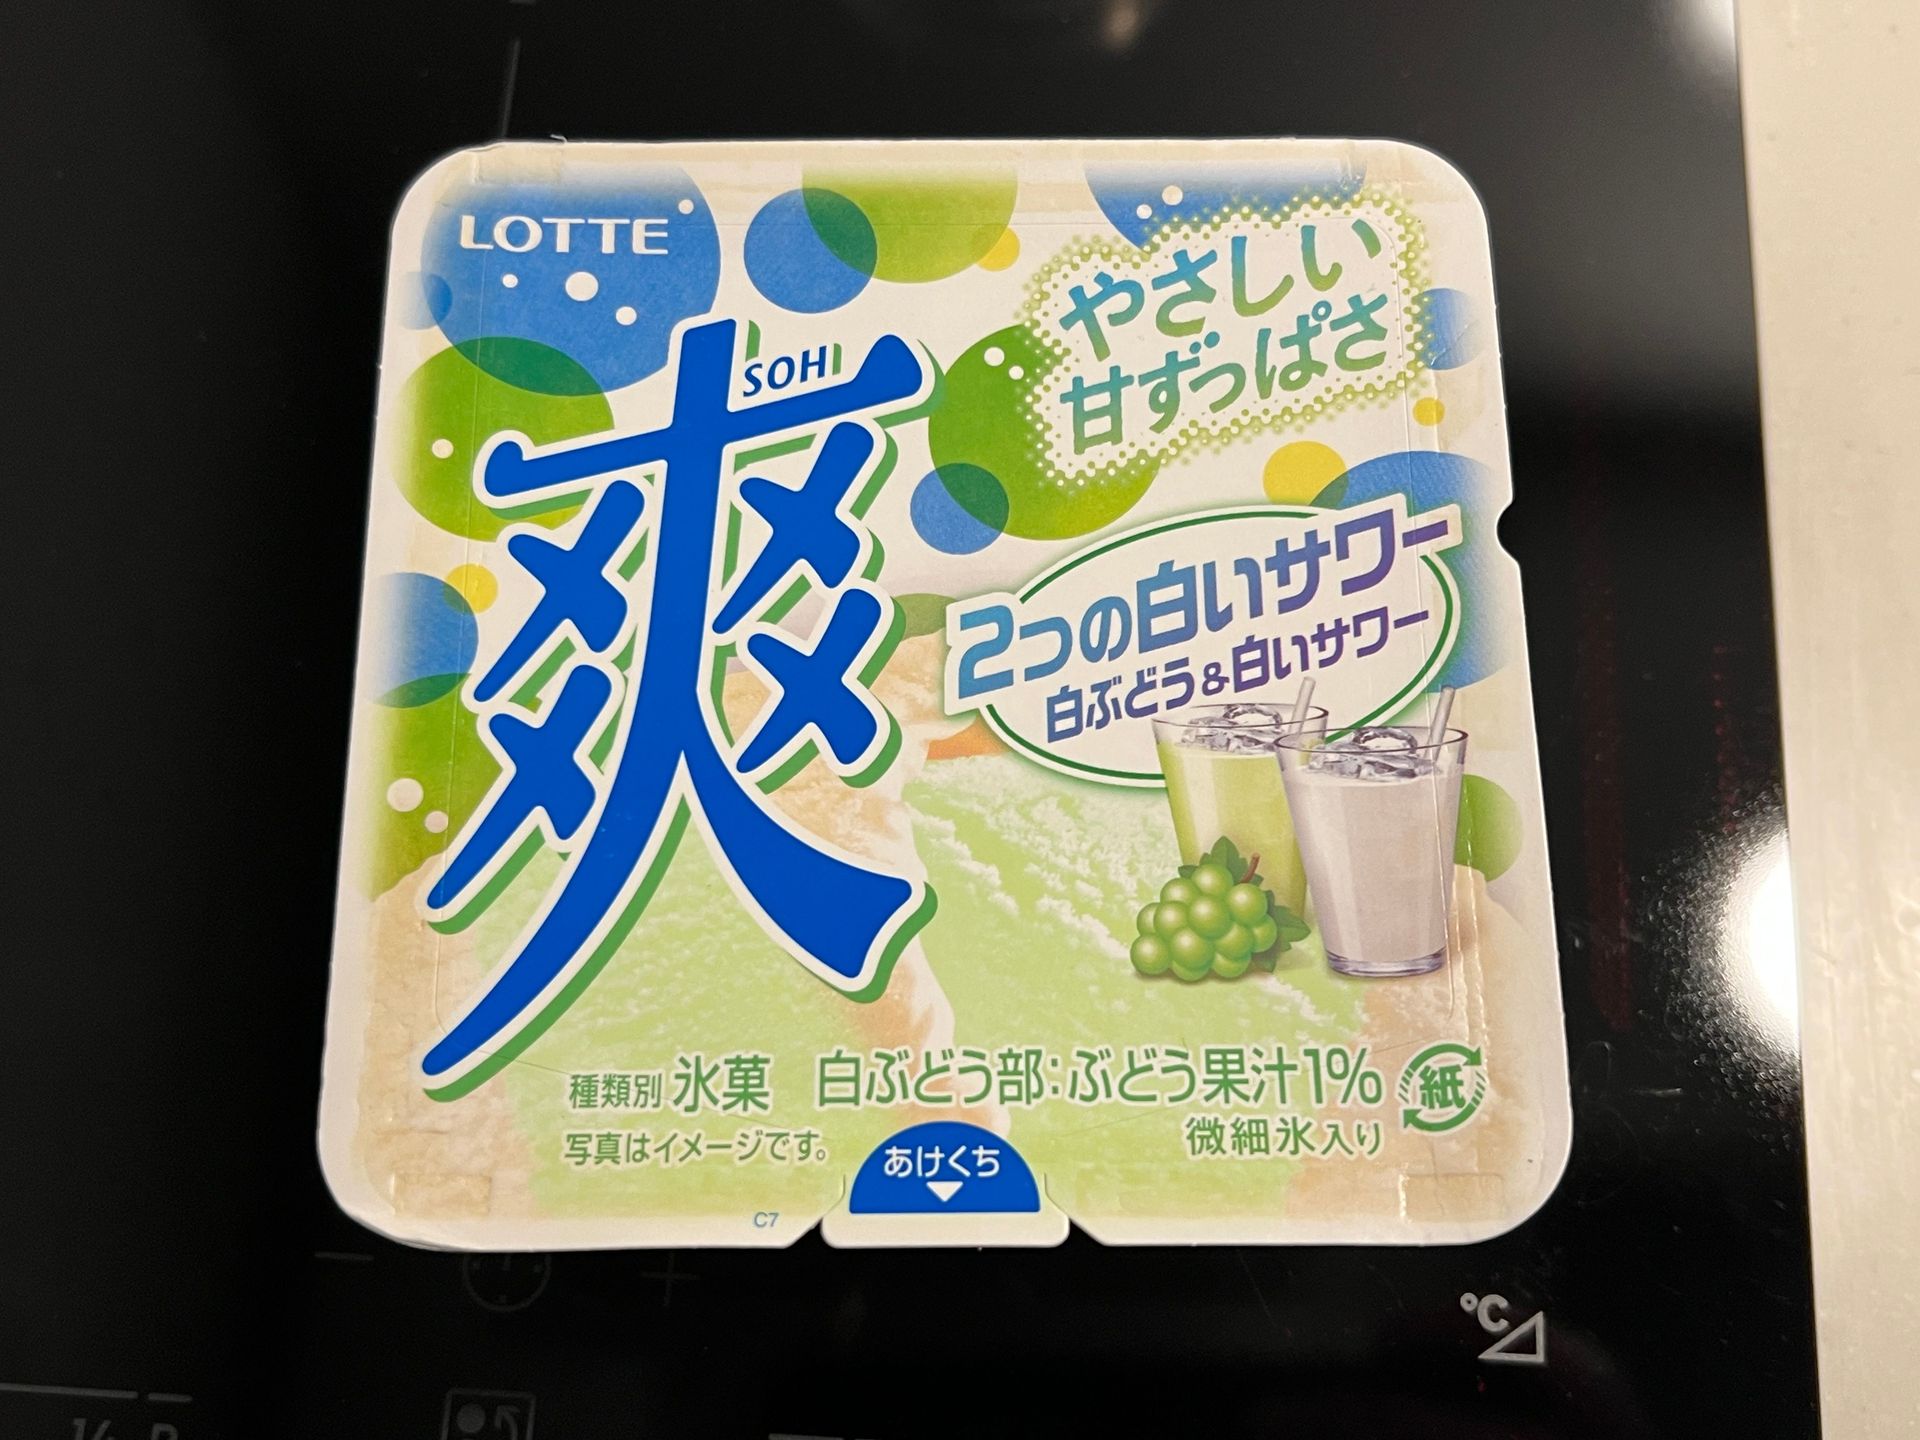 LOTTE
SOHI
爽
やさしい
甘ずっぱさ
2つの白いサワー
白ぶどう&白いサワー
種類別 氷菓 白ぶどう部:ぶどう果汁1%
紙
微細氷入り
写真はイメージです。
あけくち
C7
℃